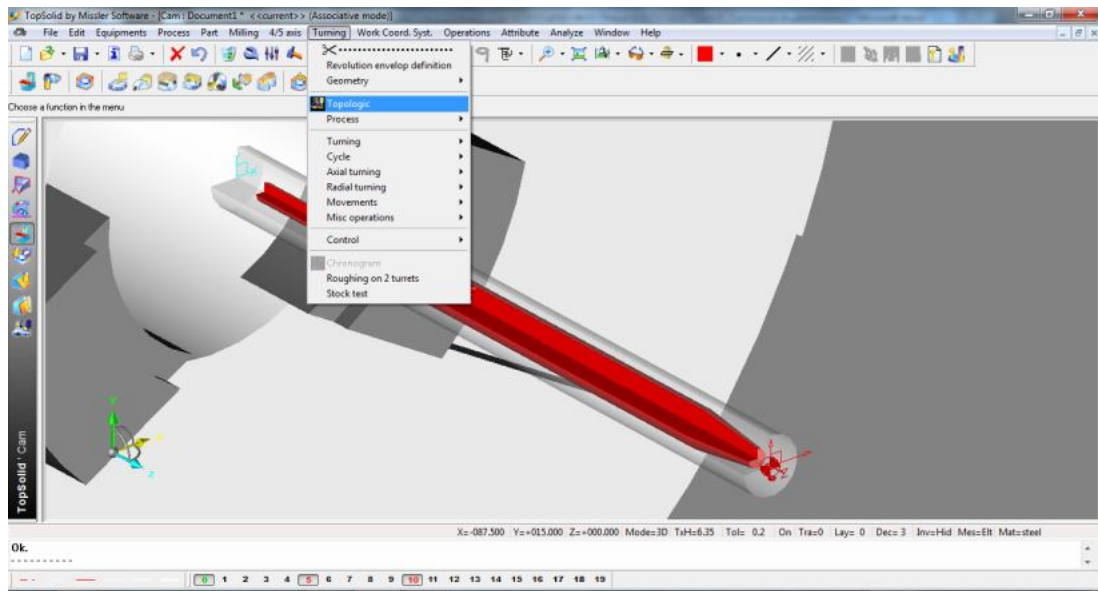 TopSolid by Missler Software - [Cam : Document1 * <<current>> (Associative mode)]
Cb File Edit Equipments Process Part Milling 4/5 axis Turning Work Coord. Syst. Operations Attribute Analyze Window Help
Revolution envelop definition
Geometry
Choose a function in the menu
Topologic
Process
Turning
Cycle
Axial turning
Radial turning
Movements
Misc operations
Control
Chronogram
Roughing on 2 turrets
Stock test
Y
X
Z
TopSolid'Cam
X=-087.500 Y=+015.000 Z=+000.000 Mode=3D TxH=6.35 Tol= 0.2 On Tra=0 Lay= 0 Dec= 3 Inv=Hid Mes=Elt Mat=steel
Ok.
0 1 2 3 4 5 6 7 8 9 10 11 12 13 14 15 16 17 18 19